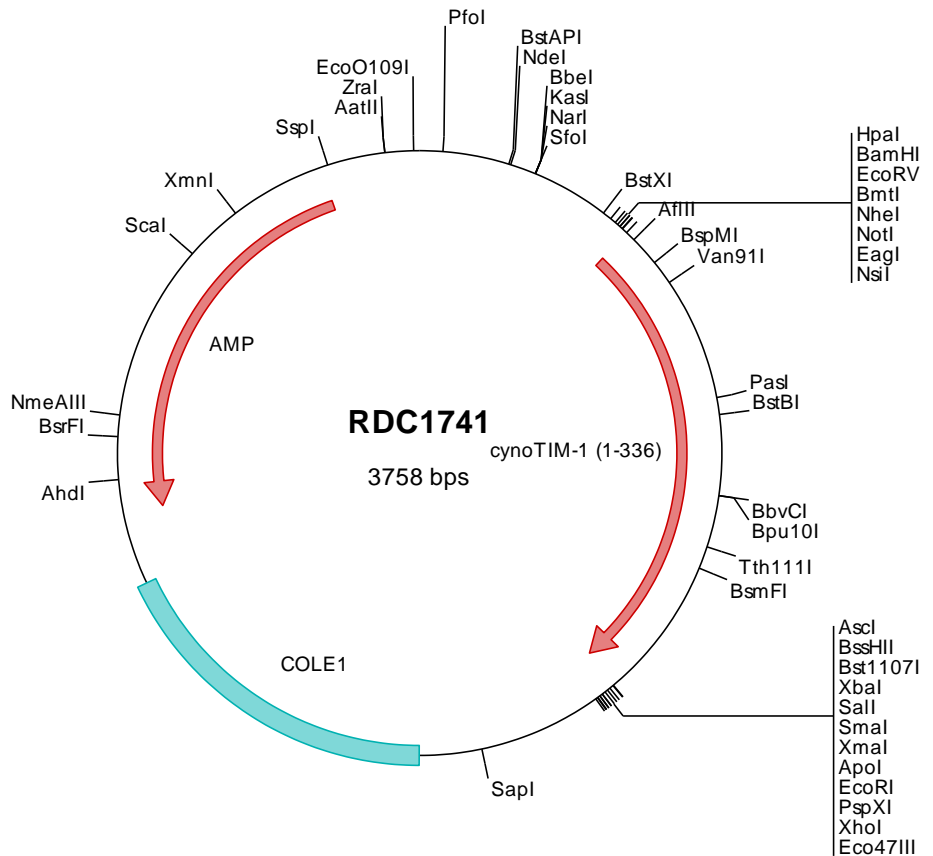 PfoI
BstAPI
NdeI
EcoO109I
ZraI
AatII
BbeI
KasI
NarI
SfoI
SspI
HpaI
BamHI
EcoRV
BmtI
NheI
NotI
EagI
NsiI
XmnI
BstXI
AflII
ScaI
BspMI
Van91I
AMP
PasI
BstBI
NmeAIII
BsrFI
RDC1741
cynoTIM-1 (1-336)
3758 bps
AhdI
BbvCI
Bpu10I
Tth111I
BsmFI
AscI
BssHII
Bst1107I
XbaI
SalI
SmaI
XmaI
ApoI
EcoRI
PspXI
XhoI
Eco47III
COLE1
SapI